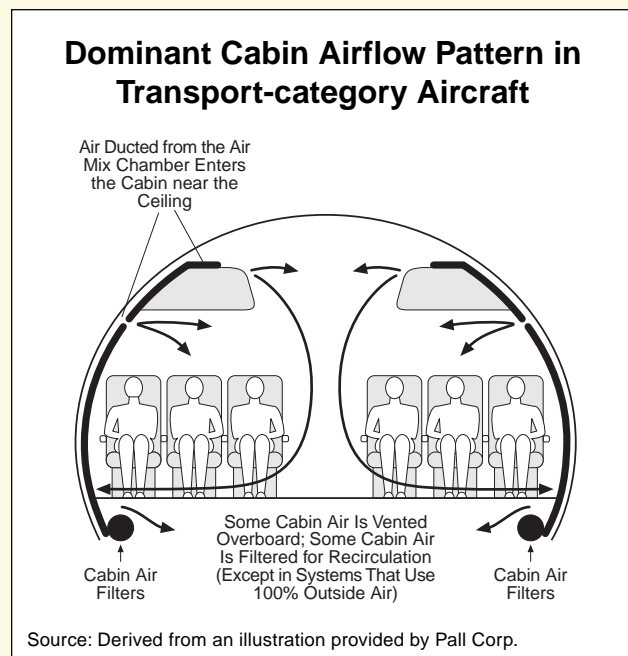 Dominant Cabin Airflow Pattern in
Transport-category Aircraft
Air Ducted from the Air
Mix Chamber Enters
the Cabin near the
Ceiling
Some Cabin Air Is Vented
Overboard; Some Cabin Air
Is Filtered for Recirculation
(Except in Systems That Use
100% Outside Air)
Cabin Air
Filters
Cabin Air
Filters
Source: Derived from an illustration provided by Pall Corp.